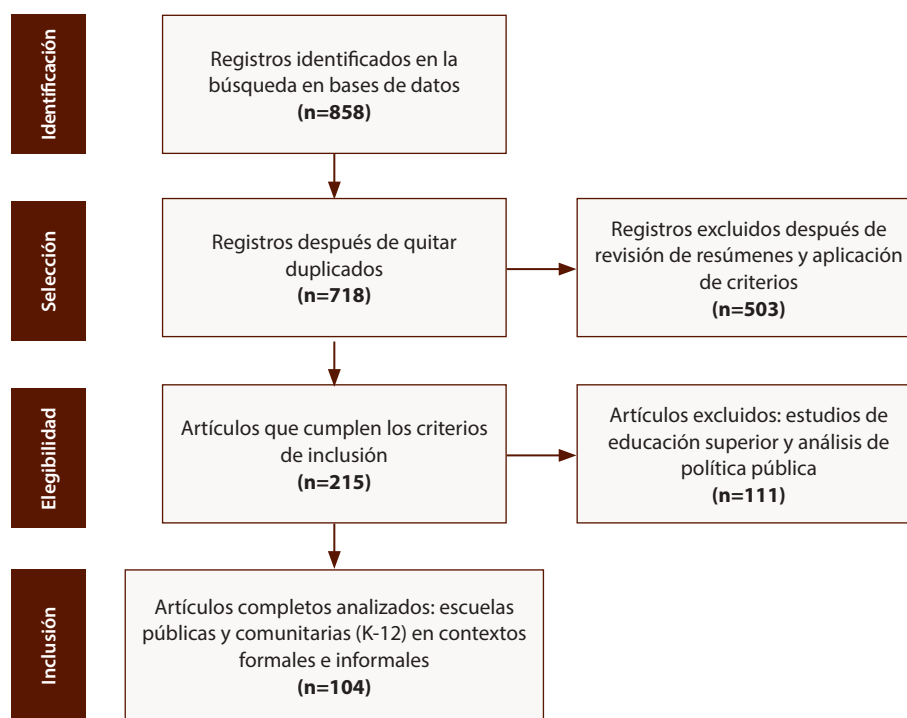 Identificación
Registros identificados en la
búsqueda en bases de datos
(n=858)
Selección
Registros después de quitar
duplicados
(n=718)
Registros excluidos después de
revisión de resúmenes y aplicación
de criterios
(n=503)
Elegibilidad
Artículos que cumplen los criterios
de inclusión
(n=215)
Artículos excluidos: estudios de
educación superior y análisis de
política pública
(n=111)
Inclusión
Artículos completos analizados: escuelas
públicas y comunitarias (K-12) en contextos
formales e informales
(n=104)